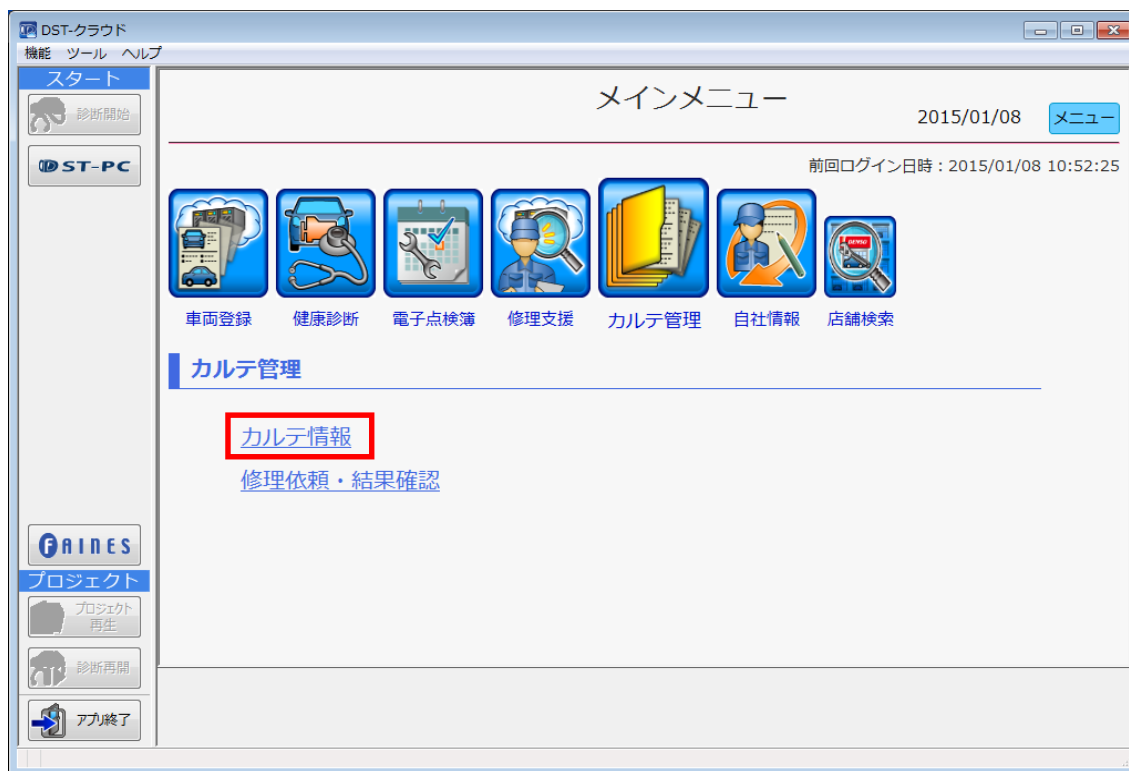 DST-クラウド
機能 ツール ヘルプ
スタート
診断開始
DST-PC
メインメニュー
2015/01/08
メニュー
前回ログイン日時：2015/01/08 10:52:25
DENSO
車両登録 健康診断 電子点検簿 修理支援 カルテ管理 自社情報 店舗検索
カルテ管理
カルテ情報
修理依頼・結果確認
FAINES
プロジェクト
プロジェクト
再生
診断再開
アプリ終了